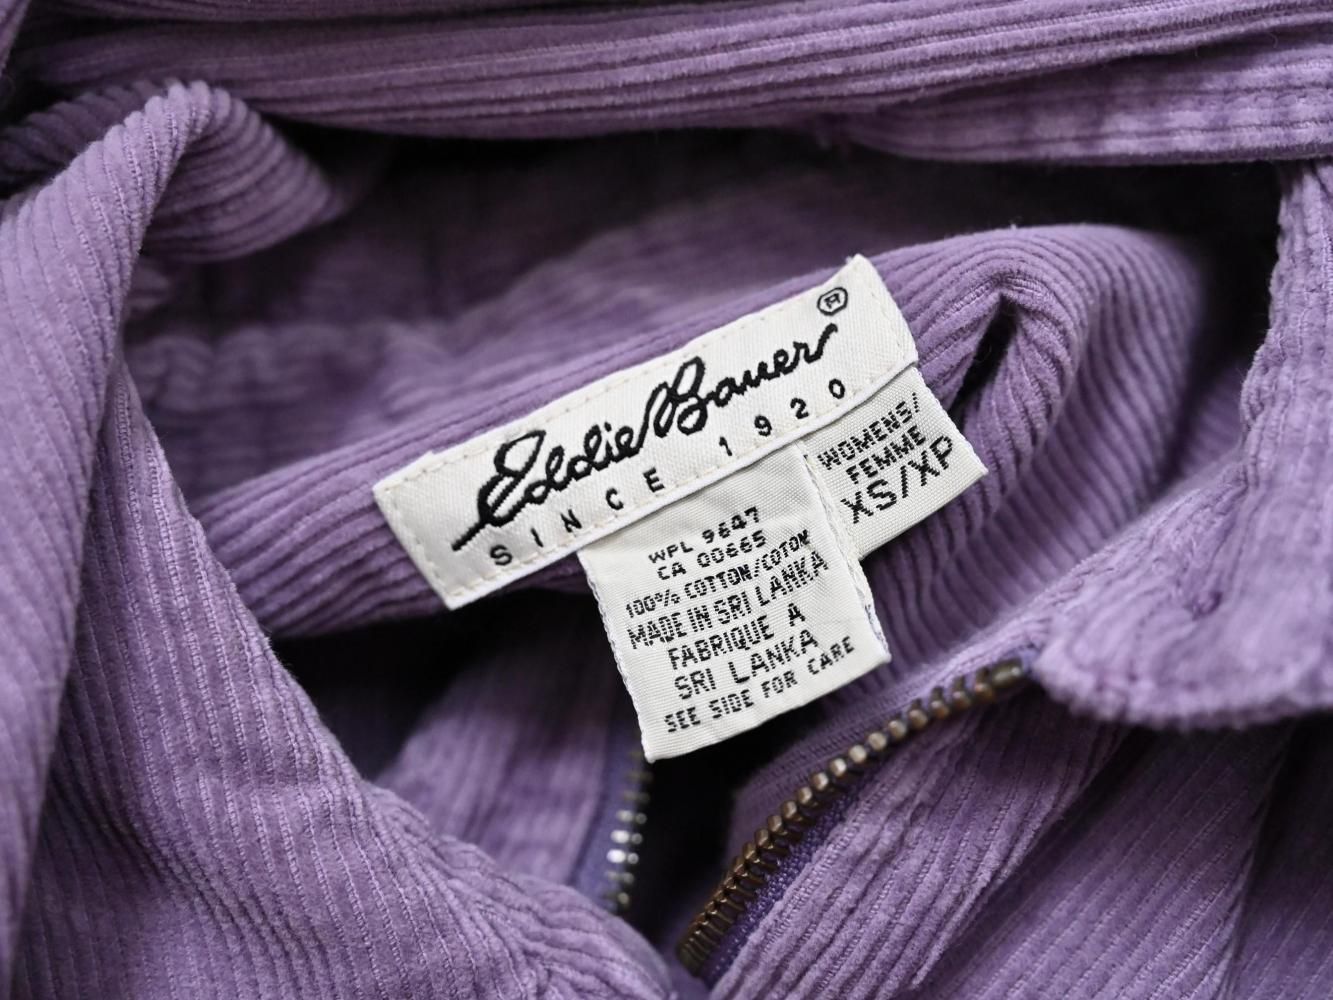 Eddie Bauer®
SINCE 1920
WOMENS/
FEMME
XS/XP
WPL 9647
CA 00665
100% COTTON/COTON
MADE IN SRI LANKA
FABRIQUE A
SRI LANKA
SEE SIDE FOR CARE